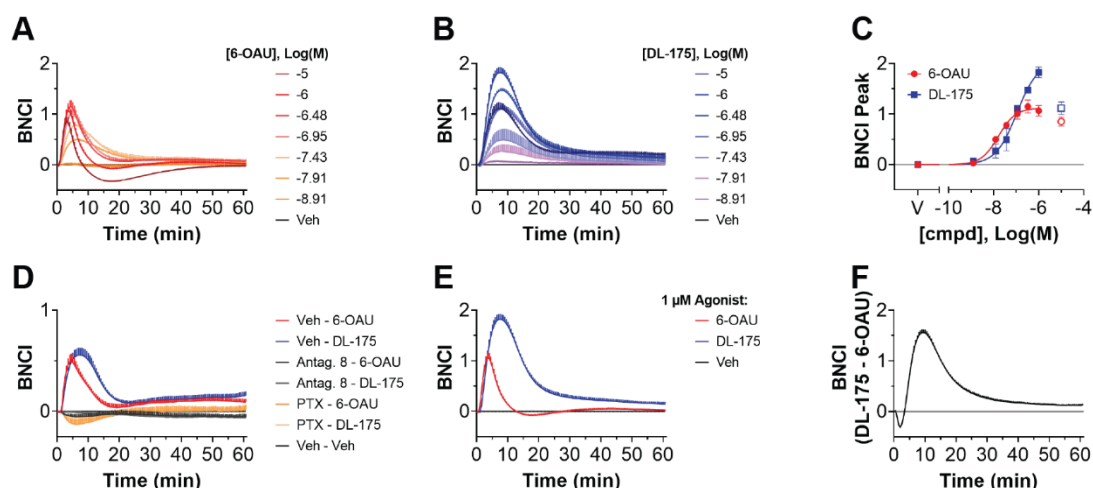 A
[6-OAU], Log(M)
2
1
0
BNCI
-5
-6
-6.48
-6.95
-7.43
-7.91
-8.91
Veh
0 10 20 30 40 50 60
Time (min)
B
[DL-175], Log(M)
2
1
0
BNCI
-5
-6
-6.48
-6.95
-7.43
-7.91
-8.91
Veh
0 10 20 30 40 50 60
Time (min)
C
2
1
0
BNCI Peak
6-OAU
DL-175
V -10 -8 -6 -4
[cmpd], Log(M)
D
1
0
BNCI
Veh - 6-OAU
Veh - DL-175
Antag. 8 - 6-OAU
Antag. 8 - DL-175
PTX - 6-OAU
PTX - DL-175
Veh - Veh
0 10 20 30 40 50 60
Time (min)
E
1 µM Agonist:
2
1
0
BNCI
6-OAU
DL-175
Veh
0 10 20 30 40 50 60
Time (min)
F
2
1
0
BNCI
(DL-175 - 6-OAU)
0 10 20 30 40 50 60
Time (min)